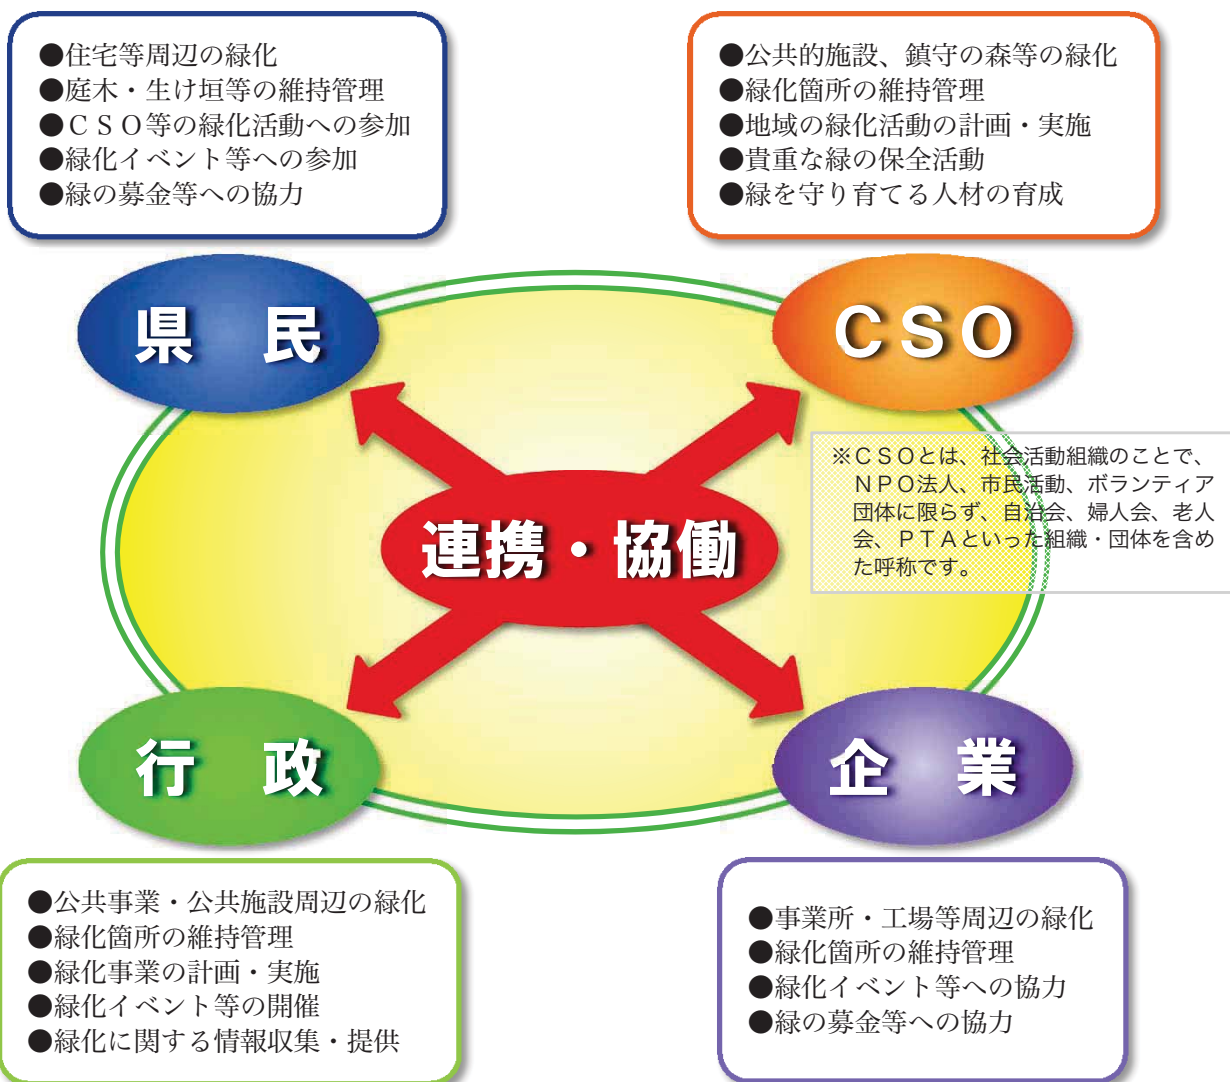 ●住宅等周辺の緑化
●庭木・生け垣等の維持管理
●ＣＳＯ等の緑化活動への参加
●緑化イベント等への参加
●緑の募金等への協力
●公共的施設、鎮守の森等の緑化
●緑化箇所の維持管理
●地域の緑化活動の計画・実施
●貴重な緑の保全活動
●緑を守り育てる人材の育成
県　民
ＣＳＯ
※ＣＳＯとは、社会活動組織のことで、
ＮＰＯ法人、市民活動、ボランティア
団体に限らず、自治会、婦人会、老人
会、ＰＴＡといった組織・団体を含め
た呼称です。
連携・協働
行　政
企　業
●公共事業・公共施設周辺の緑化
●緑化箇所の維持管理
●緑化事業の計画・実施
●緑化イベント等の開催
●緑化に関する情報収集・提供
●事業所・工場等周辺の緑化
●緑化箇所の維持管理
●緑化イベント等への協力
●緑の募金等への協力